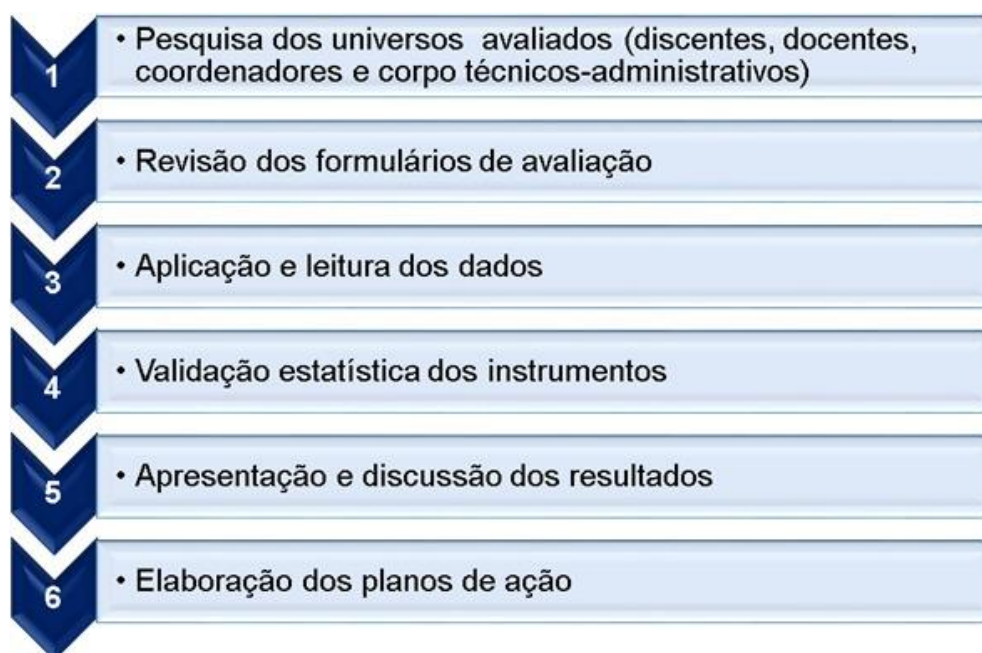 1
• Pesquisa dos universos avaliados (discentes, docentes,
coordenadores e corpo técnicos-administrativos)
2
• Revisão dos formulários de avaliação
3
• Aplicação e leitura dos dados
4
• Validação estatística dos instrumentos
5
• Apresentação e discussão dos resultados
6
• Elaboração dos planos de ação